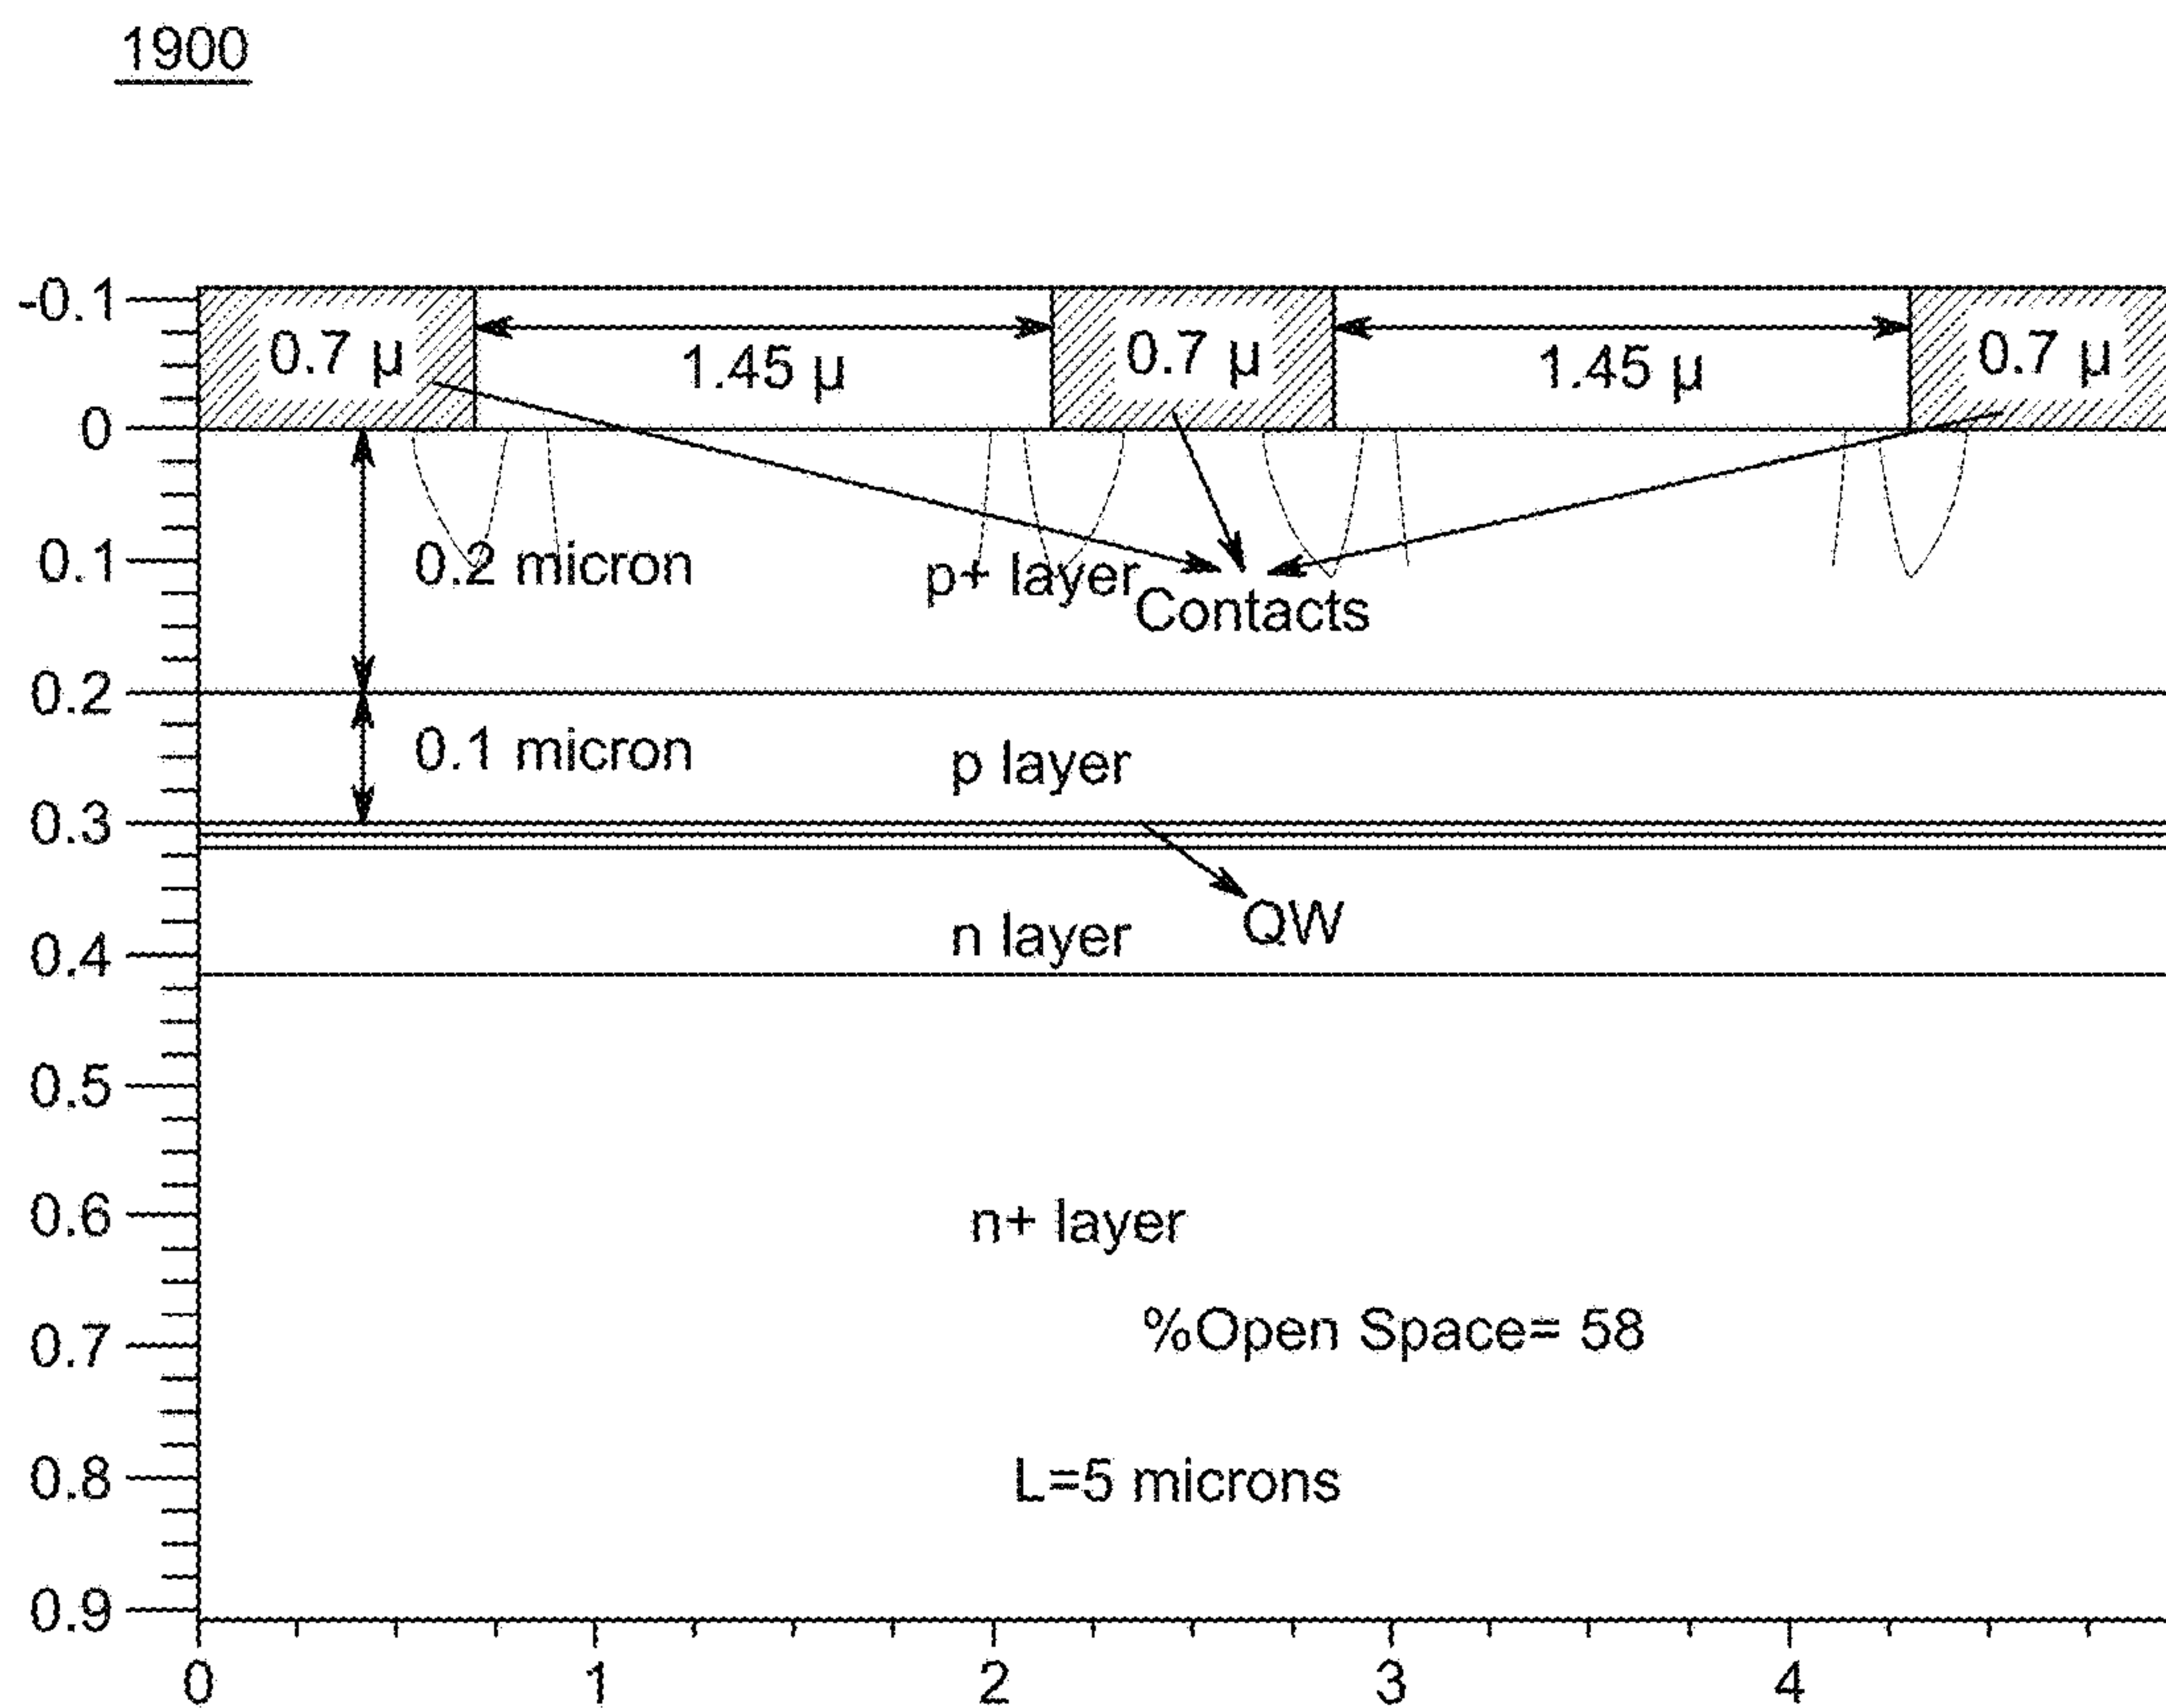 1900
-0.1
0.7 μ
1.45 μ
0.7 μ
1.45 μ
0.7 μ
0
0.1
0.2 micron
p+ layer
Contacts
0.2
0.1 micron
p layer
0.3
QW
n layer
0.4
0.5
0.6
n+ layer
%Open Space= 58
0.7
0.8
L=5 microns
0.9
0
1
2
3
4